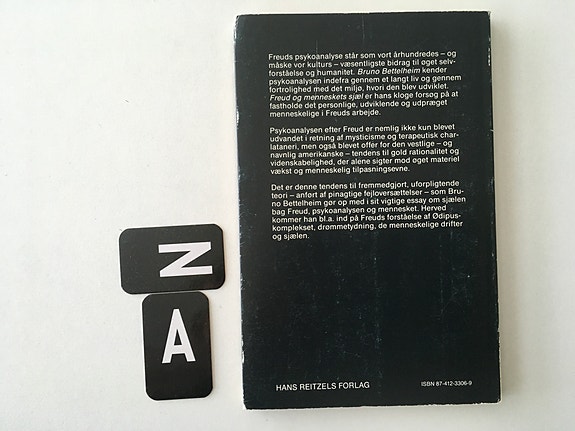 Freuds psykoanalyse står som vort århundredes – og
måske vor kulturs – væsentligste bidrag til øget selv-
forståelse og humanitet. Bruno Bettelheim kender
psykoanalysen indefra gennem et langt liv og gennem
fortrolighed med det miljø, hvori den blev udviklet.
Freud og menneskets sjæl er hans kloge forsøg på at
fastholde det personlige, udviklende og udpræget
menneskelige i Freuds arbejde.
Psykoanalysen efter Freud er nemlig ikke kun blevet
udvandet i retning af mysticisme og terapeutisk char-
lataneri, men også blevet offer for den vestlige – og
navnlig amerikanske – tendens til gold rationalitet og
videnskabelighed, der alene sigter mod øget materiel
vækst og menneskelig tilpasningsevne.
Det er denne tendens til fremmedgjort, uforpligtende
teori – anført af pinagtige fejloversættelser – som Bru-
no Bettelheim gør op med i sit vigtige essay om sjælen
bag Freud, psykoanalysen og mennesket. Herved
kommer han bl.a. ind på Freuds forståelse af Ødipus-
komplekset, drømmetydning, de menneskelige drifter
og sjælen.
Z
A
HANS REITZELS FORLAG
ISBN 87-412-3306-9